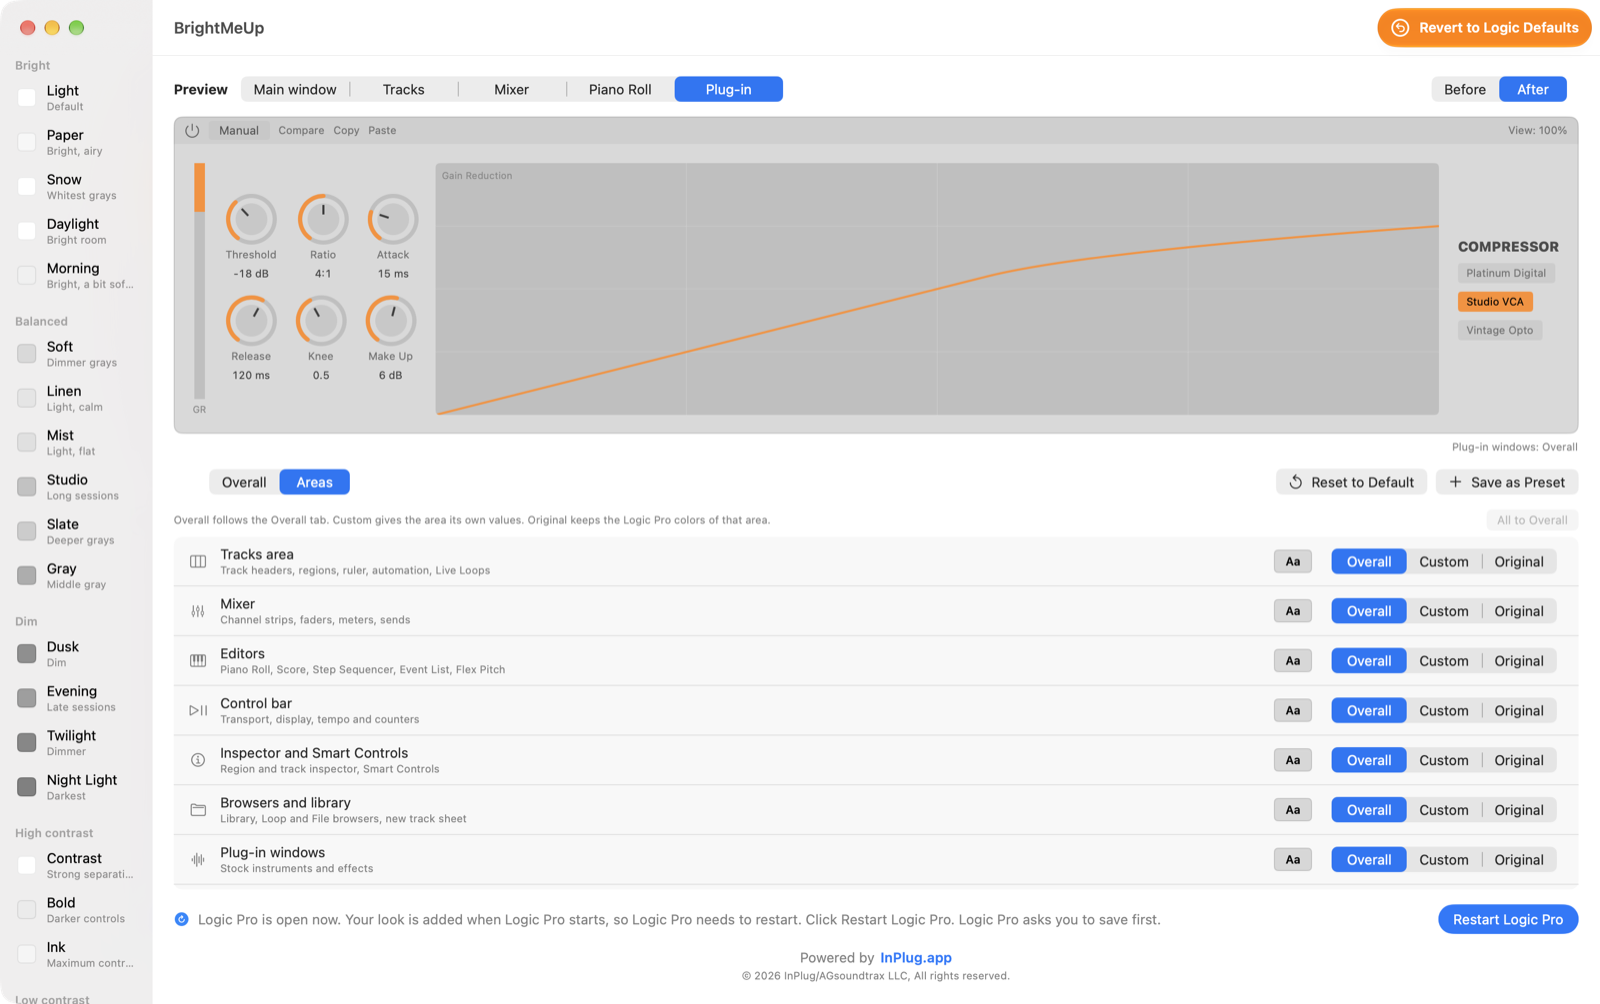 BrightMeUp
Revert to Logic Defaults
Bright
Light
Default
Paper
Bright, airy
Snow
Whitest grays
Daylight
Bright room
Morning
Bright, a bit sof...
Balanced
Soft
Dimmer grays
Linen
Light, calm
Mist
Light, flat
Studio
Long sessions
Slate
Deeper grays
Gray
Middle gray
Dim
Dusk
Dim
Evening
Late sessions
Twilight
Dimmer
Night Light
Darkest
High contrast
Contrast
Strong separati...
Bold
Darker controls
Ink
Maximum contr...
Low contrast
Preview Main window Tracks Mixer Piano Roll Plug-in Before After
Manual Compare Copy Paste View: 100%
Gain Reduction
Threshold Ratio Attack
-18 dB 4:1 15 ms
Release Knee Make Up
120 ms 0.5 6 dB
GR
COMPRESSOR
Platinum Digital
Studio VCA
Vintage Opto
Plug-in windows: Overall
Overall Areas Reset to Default + Save as Preset
Overall follows the Overall tab. Custom gives the area its own values. Original keeps the Logic Pro colors of that area. All to Overall
Tracks area
Track headers, regions, ruler, automation, Live Loops
Aa Overall Custom Original
Mixer
Channel strips, faders, meters, sends
Aa Overall Custom Original
Editors
Piano Roll, Score, Step Sequencer, Event List, Flex Pitch
Aa Overall Custom Original
Control bar
Transport, display, tempo and counters
Aa Overall Custom Original
Inspector and Smart Controls
Region and track inspector, Smart Controls
Aa Overall Custom Original
Browsers and library
Library, Loop and File browsers, new track sheet
Aa Overall Custom Original
Plug-in windows
Stock instruments and effects
Aa Overall Custom Original
Logic Pro is open now. Your look is added when Logic Pro starts, so Logic Pro needs to restart. Click Restart Logic Pro. Logic Pro asks you to save first.
Restart Logic Pro
Powered by InPlug.app
© 2026 InPlug/AGsoundtrax LLC, All rights reserved.